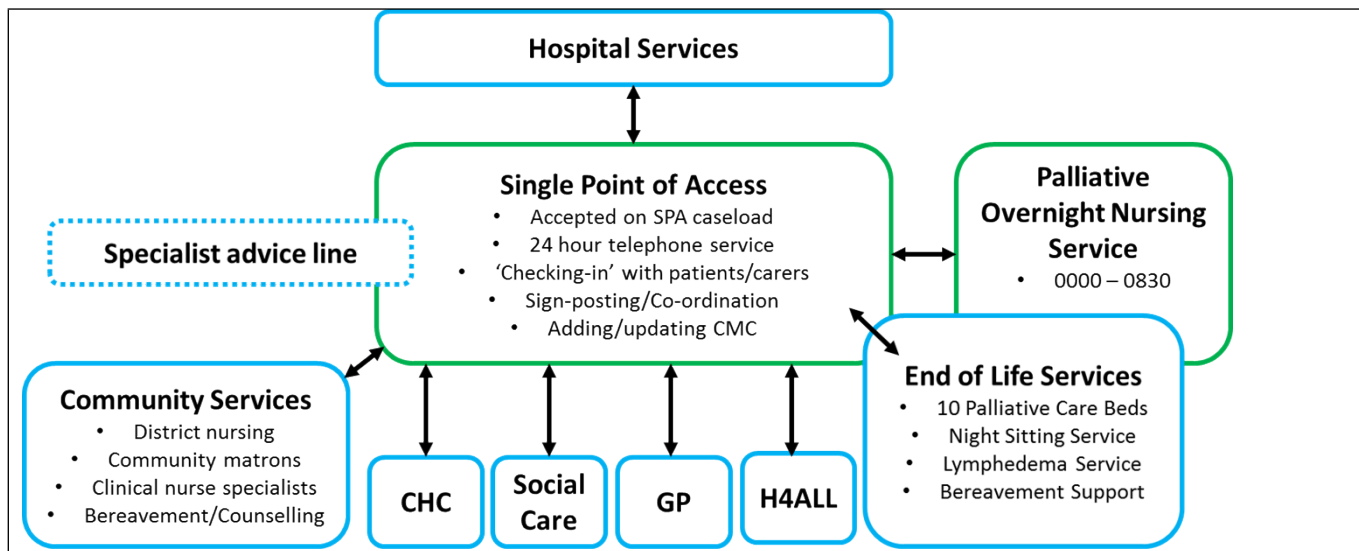 Hospital Services
Single Point of Access
• Accepted on SPA caseload
• 24 hour telephone service
• ‘Checking-in’ with patients/carers
• Sign-posting/Co-ordination
• Adding/updating CMC
Palliative
Overnight Nursing
Service
• 0000 – 0830
Specialist advice line
Community Services
• District nursing
• Community matrons
• Clinical nurse specialists
• Bereavement/Counselling
End of Life Services
• 10 Palliative Care Beds
• Night Sitting Service
• Lymphedema Service
• Bereavement Support
CHC
Social
Care
GP
H4ALL